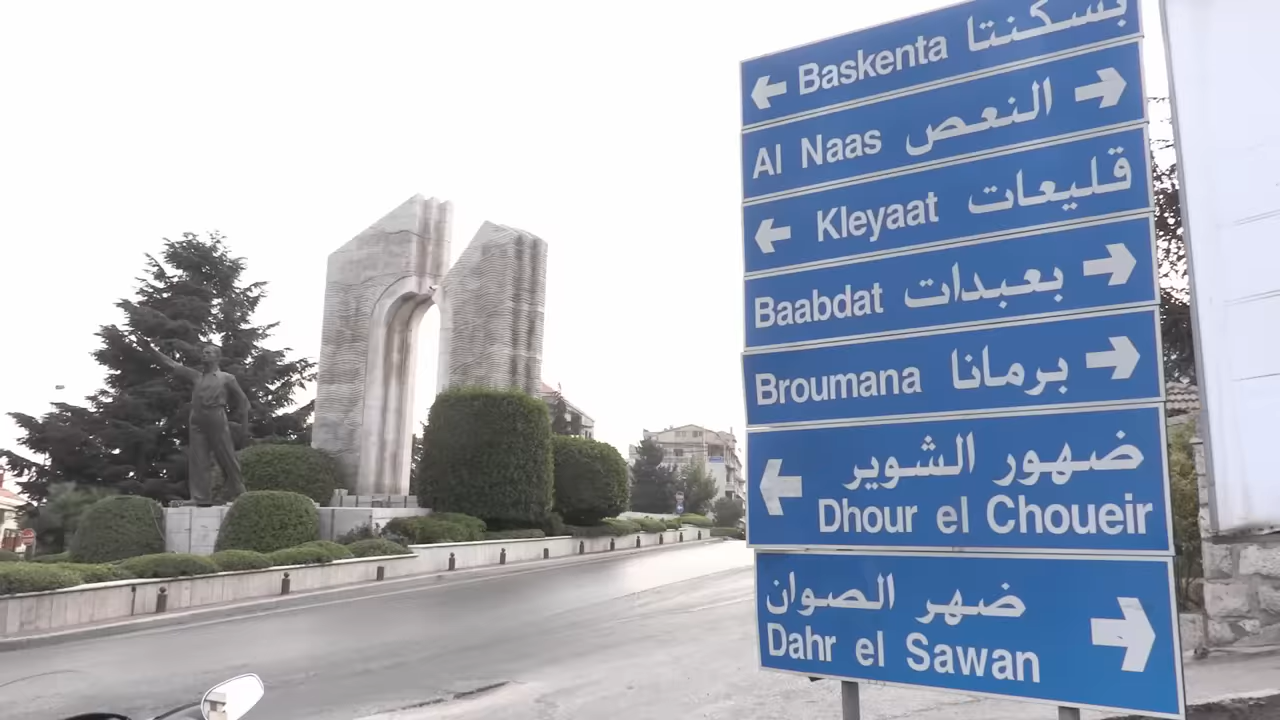 Baskenta بسكنتا
Al Naas النعص
Kleyaat قليعات
Baabdat بعبدات
Broumana برمانا
ضهور الشوير
Dhour el Choueir
ضهر الصوان
Dahr el Sawan